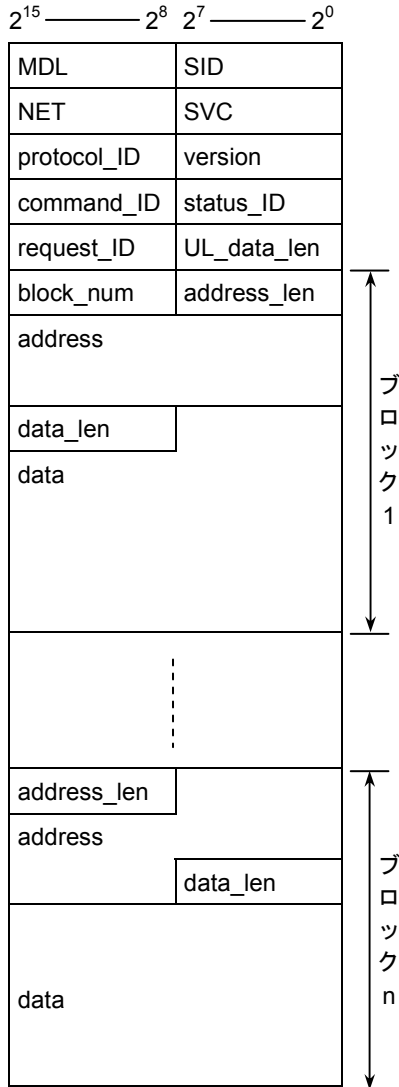 2^15 2^8 2^7 2^0
MDL SID
NET SVC
protocol_ID version
command_ID status_ID
request_ID UL_data_len
block_num address_len
address
data_len
data
ブロック1
address_len
address
data_len
data
ブロックn